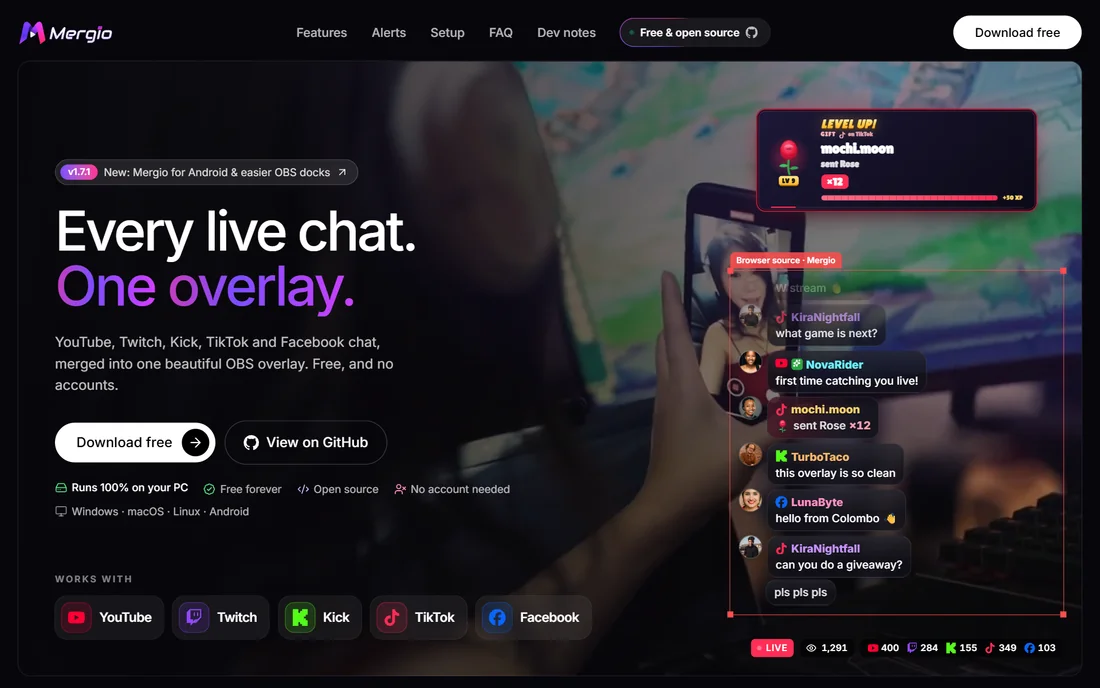 Mergio
Features
Alerts
Setup
FAQ
Dev notes
Free & open source
Download free
v1.7.1 New: Mergio for Android & easier OBS docks
Every live chat.
One overlay.
YouTube, Twitch, Kick, TikTok and Facebook chat,
merged into one beautiful OBS overlay. Free, and no
accounts.
Download free
View on GitHub
Runs 100% on your PC
Free forever
Open source
No account needed
Windows · macOS · Linux · Android
WORKS WITH
YouTube
Twitch
Kick
TikTok
Facebook
LEVEL UP!
GIFT on TikTok
mochi.moon
sent Rose
×12
LV 9
+50 XP
Browser source · Mergio
W stream 👋
KiraNightfall
what game is next?
NovaRider
first time catching you live!
mochi.moon
🌹 sent Rose ×12
TurboTaco
this overlay is so clean
LunaByte
hello from Colombo 👋
KiraNightfall
can you do a giveaway?
pls pls pls
LIVE
1,291
400
284
155
349
103